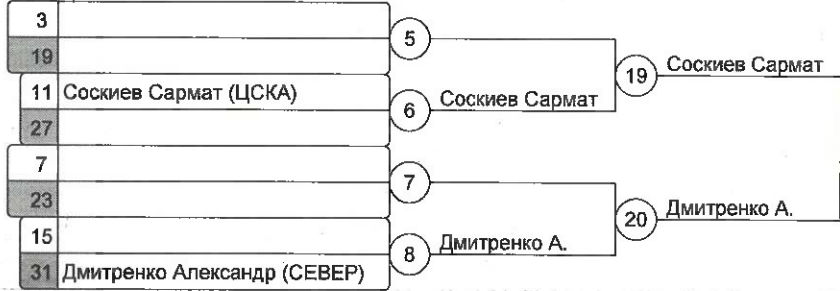 3
5
19
19 Соскиев Сармат
11 Соскиев Сармат (ЦСКА)
6 Соскиев Сармат
27
7
7
23
20 Дмитренко А.
15
8 Дмитренко А.
31 Дмитренко Александр (СЕВЕР)